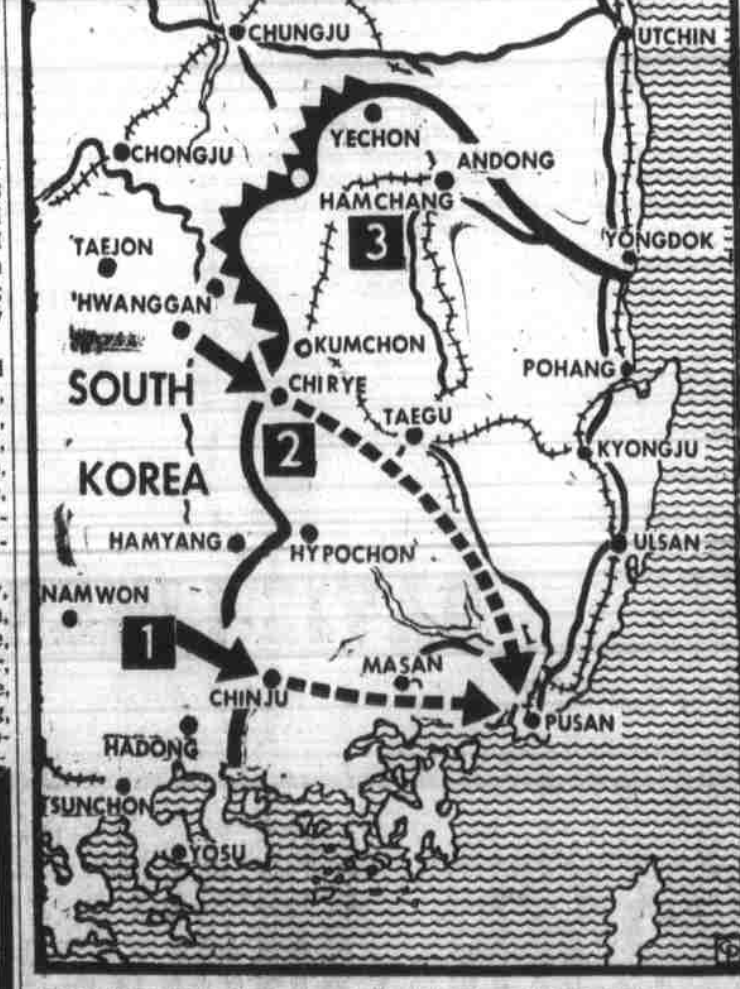 CHUNGJU
UTCHIN
YECHON
CHONGJU
ANDONG
HAMCHANG
3
YONGDOK
TAEJON
'HWANGGAN
KUMCHON
POHANG
SOUTH
CHIRYE
TAEGU
2
KYONGJU
KOREA
HAMYANG
HYPOCHON
ULSAN
NAMWON
1
MASAN
CHINJU
PUSAN
HADONG
TSUNCHON
YOSU